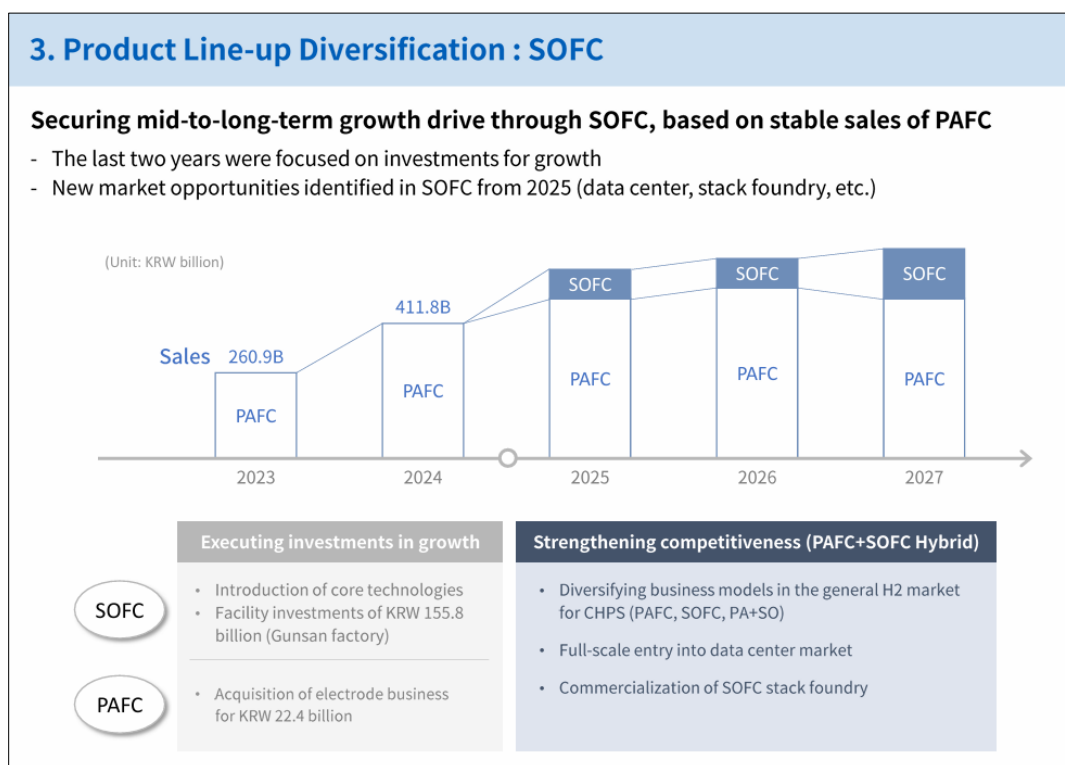 3. Product Line-up Diversification : SOFC
Securing mid-to-long-term growth drive through SOFC, based on stable sales of PAFC
- The last two years were focused on investments for growth
- New market opportunities identified in SOFC from 2025 (data center, stack foundry, etc.)
(Unit: KRW billion)
Sales
260.9B
PAFC
411.8B
PAFC
SOFC
PAFC
SOFC
PAFC
SOFC
PAFC
2023
2024
2025
2026
2027
Executing investments in growth
Strengthening competitiveness (PAFC+SOFC Hybrid)
SOFC
• Introduction of core technologies
• Facility investments of KRW 155.8
billion (Gunsan factory)
PAFC
• Acquisition of electrode business
for KRW 22.4 billion
• Diversifying business models in the general H2 market
for CHPS (PAFC, SOFC, PA+SO)
• Full-scale entry into data center market
• Commercialization of SOFC stack foundry